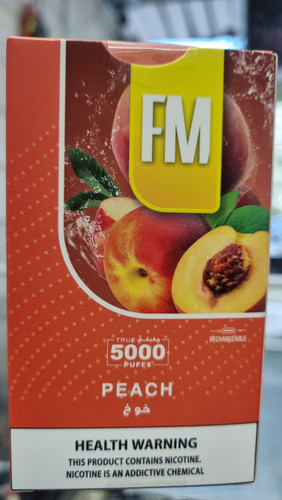 FM
TRUE حقيقي
5000
PUFFS
RECHARGEABLE
PEACH
خوخ
HEALTH WARNING
THIS PRODUCT CONTAINS NICOTINE.
NICOTINE IS AN ADDICTIVE CHEMICAL